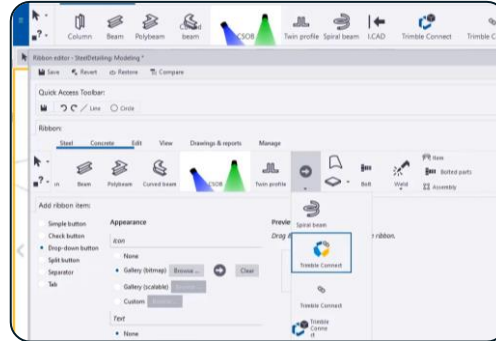 Column Beam Polybeam Curved beam CSOB Twin profile Spiral beam LCAD Trimble Connect Trimble C
Ribbon editor - SteelDetailing: Modeling *
Save Revert Restore Compare
Quick Access Toolbar:
Line Circle
Ribbon:
Steel Concrete Edit View Drawings & reports Manage
Item
Bolted parts
Assembly
Beam Polybeam Curved beam CSOB Twin profile Bolt Weld
Add ribbon item:
Simple button
Check button
Drop-down button
Split button
Separator
Tab
Appearance
Icon
None
Gallery (bitmap) Browse ... Clear
Gallery (scalable)
Custom
Text
None
ribbon.
Spiral beam
Trimble Connect
Trimble Connect
Trimble
Conne
ct